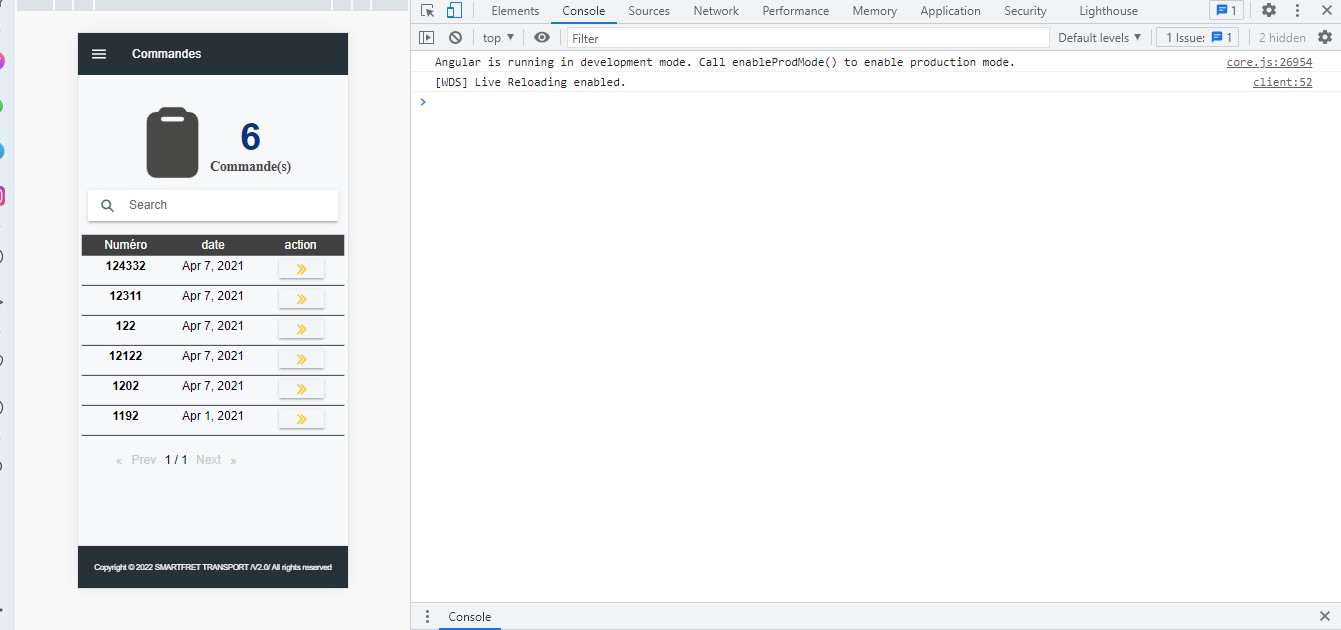 Elements Console Sources Network Performance Memory Application Security Lighthouse 1
top Filter Default levels 1 Issue: 1 2 hidden
Angular is running in development mode. Call enableProdMode() to enable production mode. core.js:26954
[WDS] Live Reloading enabled. client:52
Commandes
6
Commande(s)
Search
Numéro date action
124332 Apr 7, 2021
12311 Apr 7, 2021
122 Apr 7, 2021
12122 Apr 7, 2021
1202 Apr 7, 2021
1192 Apr 1, 2021
« Prev 1 / 1 Next »
Copyright © 2022 SMARTFRET TRANSPORT /V2.0/ All rights reserved
Console